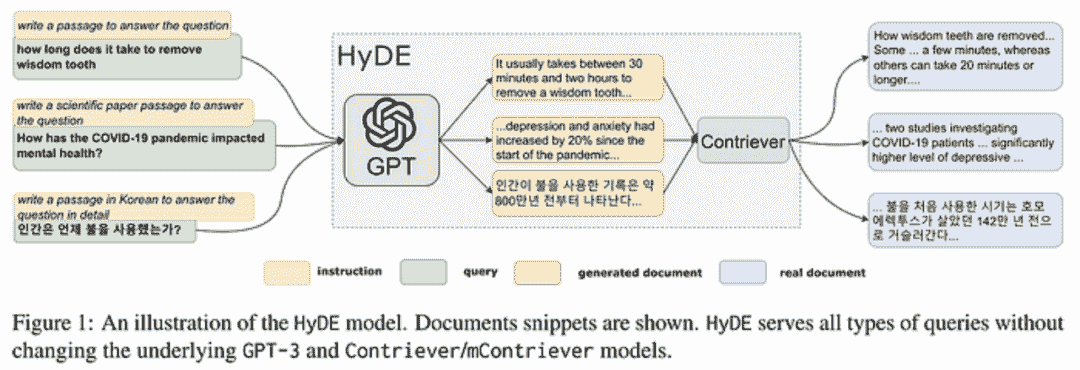 write a passage to answer the question
how long does it take to remove
wisdom tooth
write a scientific paper passage to answer
the question
How has the COVID-19 pandemic impacted
mental health?
write a passage in Korean to answer the
question in detail
인간은 언제 불을 사용했는가?
HyDE
GPT
It usually takes between 30
minutes and two hours to
remove a wisdom tooth...
...depression and anxiety had
increased by 20% since the
start of the pandemic...
인간이 불을 사용한 기록은 약
800만년 전부터 나타난다...
Contriever
How wisdom teeth are removed...
Some ... a few minutes, whereas
others can take 20 minutes or
longer....
... two studies investigating
COVID-19 patients ... significantly
higher level of depressive ...
... 불을 처음 사용한 시기는 호모
에렉투스가 살았던 142만 년 전으
로 거슬러간다...
instruction
query
generated document
real document
Figure 1: An illustration of the HyDE model. Documents snippets are shown. HyDE serves all types of queries without
changing the underlying GPT-3 and Contriever/mContriever models.